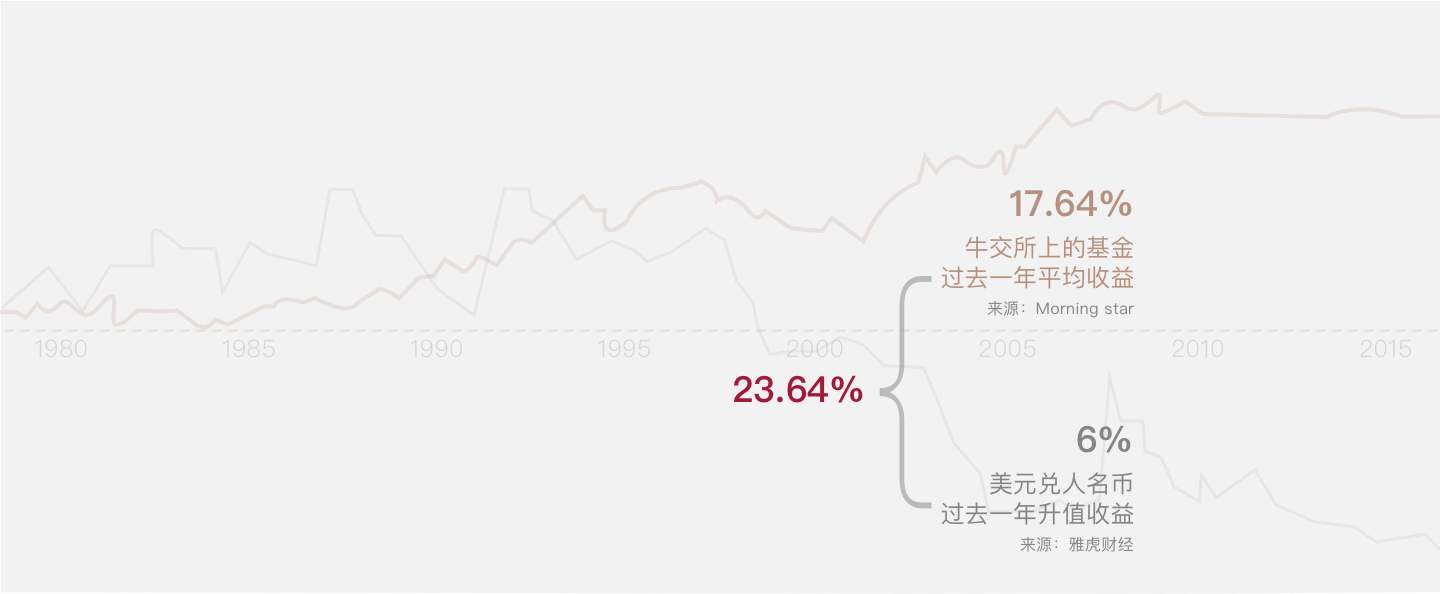 17.64%
牛交所上的基金
过去一年平均收益
来源：Morning star
1980
1985
1990
1995
2000
2005
2010
2015
23.64%
6%
美元兑人名币
过去一年升值收益
来源：雅虎财经